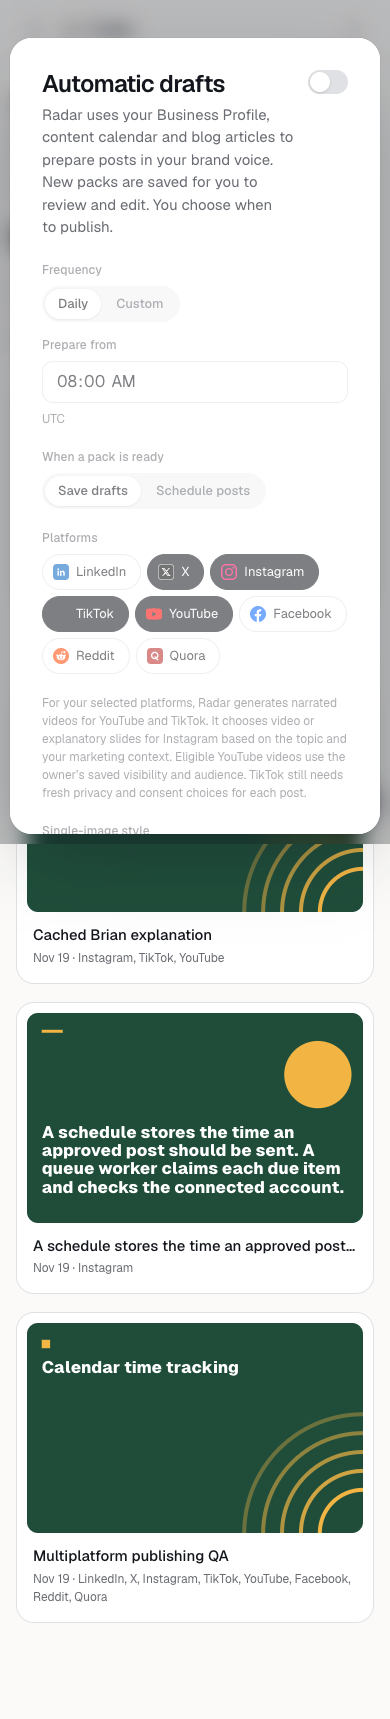 Automatic drafts
Radar uses your Business Profile,
content calendar and blog articles to
prepare posts in your brand voice.
New packs are saved for you to
review and edit. You choose when
to publish.
Frequency
Daily
Custom
Prepare from
08:00 AM
UTC
When a pack is ready
Save drafts
Schedule posts
Platforms
LinkedIn
X
Instagram
TikTok
YouTube
Facebook
Reddit
Quora
For your selected platforms, Radar generates narrated
videos for YouTube and TikTok. It chooses video or
explanatory slides for Instagram based on the topic and
your marketing context. Eligible YouTube videos use the
owner's saved visibility and audience. TikTok still needs
fresh privacy and consent choices for each post.
Single-image style
Cached Brian explanation
Nov 19 · Instagram, TikTok, YouTube
A schedule stores the time an
approved post should be sent. A
queue worker claims each due item
and checks the connected account.
A schedule stores the time an approved post...
Nov 19 · Instagram
Calendar time tracking
Multiplatform publishing QA
Nov 19 · LinkedIn, X, Instagram, TikTok, YouTube, Facebook,
Reddit, Quora